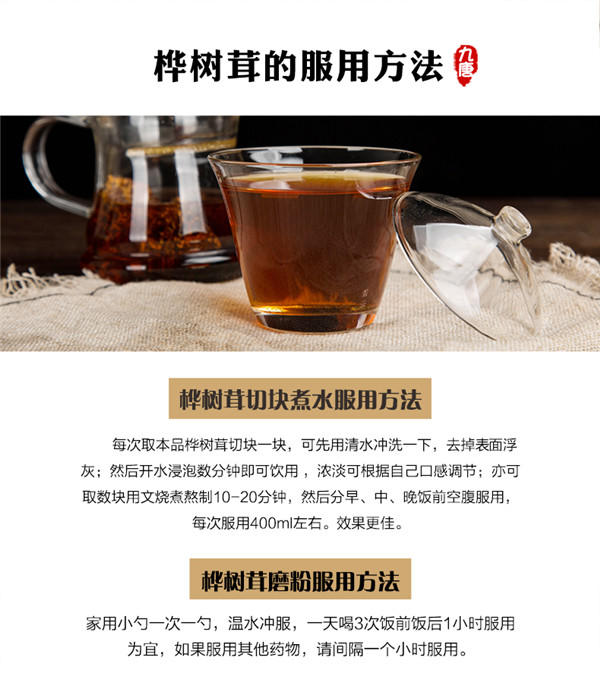 桦树茸的服用方法
九唐
桦树茸切块煮水服用方法
每次取本品桦树茸切块一块，可先用清水冲洗一下，去掉表面浮
灰；然后开水浸泡数分钟即可饮用 ，浓淡可根据自己口感调节；亦可
取数块用文烧煮熬制10-20分钟，然后分早、中、晚饭前空腹服用，
每次服用400ml左右。效果更佳。
桦树茸磨粉服用方法
家用小勺一次一勺，温水冲服，一天喝3次饭前饭后1小时服用
为宜，如果服用其他药物，请间隔一个小时服用。